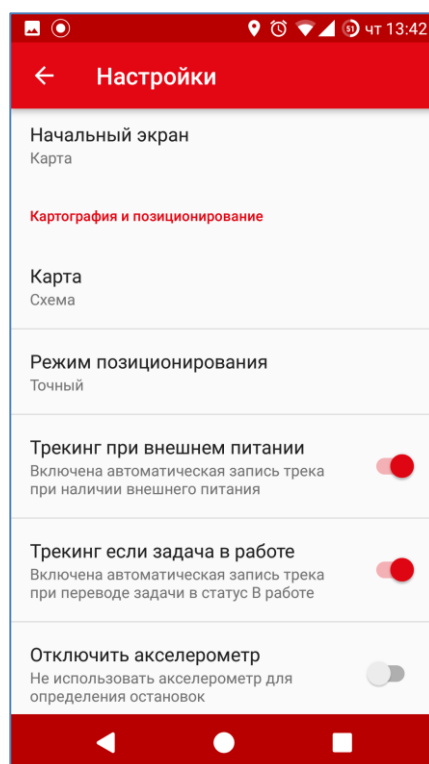 51 чт 13:42
Настройки
Начальный экран
Карта
Картография и позиционирование
Карта
Схема
Режим позиционирования
Точный
Трекинг при внешнем питании
Включена автоматическая запись трека
при наличии внешнего питания
Трекинг если задача в работе
Включена автоматическая запись трека
при переводе задачи в статус В работе
Отключить акселерометр
Не использовать акселерометр для
определения остановок